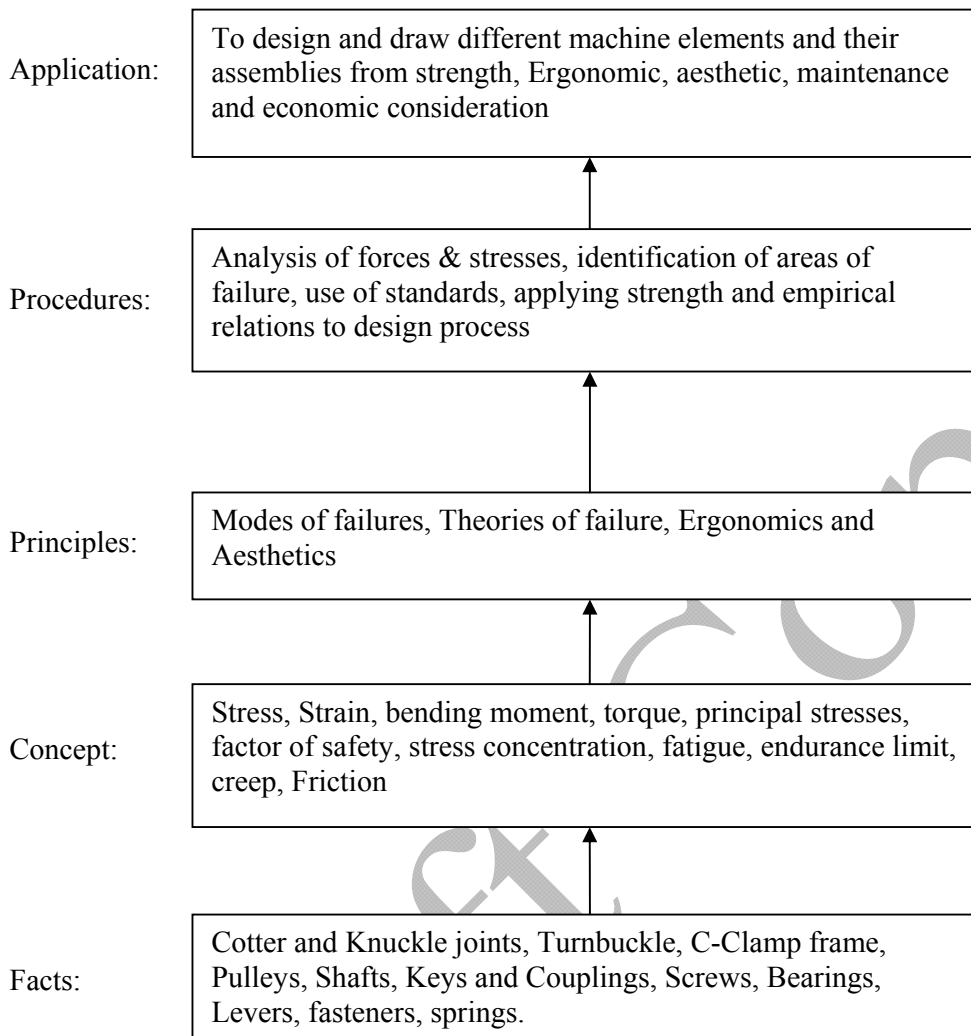 Application:
To design and draw different machine elements and their
assemblies from strength, Ergonomic, aesthetic, maintenance
and economic consideration
Procedures:
Analysis of forces & stresses, identification of areas of
failure, use of standards, applying strength and empirical
relations to design process
Principles:
Modes of failures, Theories of failure, Ergonomics and
Aesthetics
Concept:
Stress, Strain, bending moment, torque, principal stresses,
factor of safety, stress concentration, fatigue, endurance limit,
creep, Friction
Facts:
Cotter and Knuckle joints, Turnbuckle, C-Clamp frame,
Pulleys, Shafts, Keys and Couplings, Screws, Bearings,
Levers, fasteners, springs.